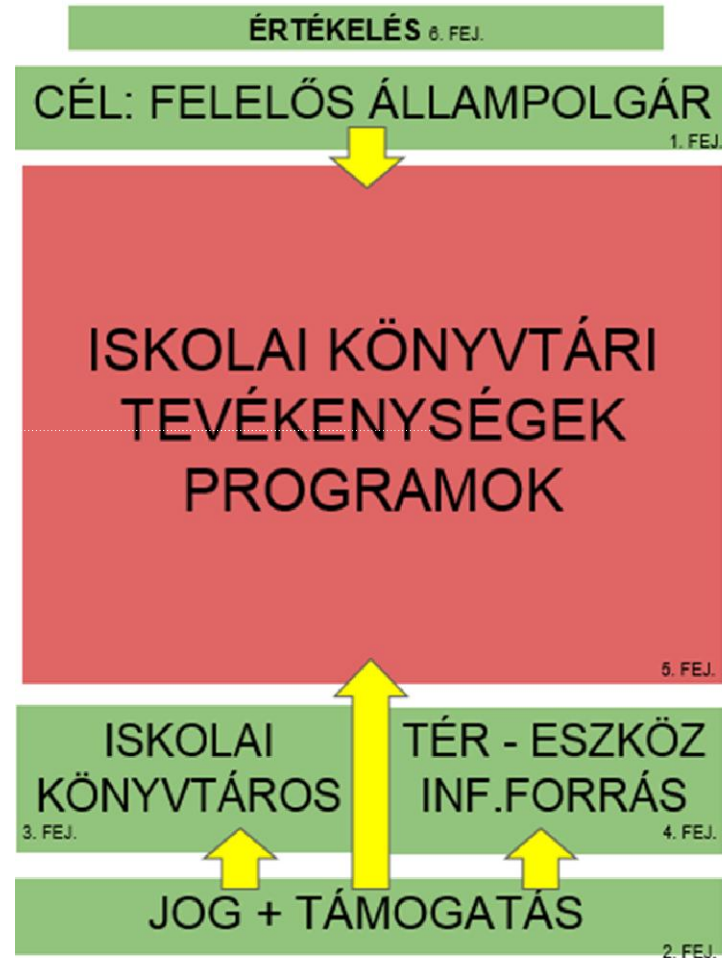 ÉRTÉKELÉS 6. FEJ.
CÉL: FELELŐS ÁLLAMPOLGÁR
1. FEJ.
ISKOLAI KÖNYVTÁRI
TEVÉKENYSÉGEK
PROGRAMOK
5. FEJ.
ISKOLAI
KÖNYVTÁROS
3. FEJ.
TÉR - ESZKÖZ
INF.FORRÁS
4. FEJ.
JOG + TÁMOGATÁS
2. FEJ.